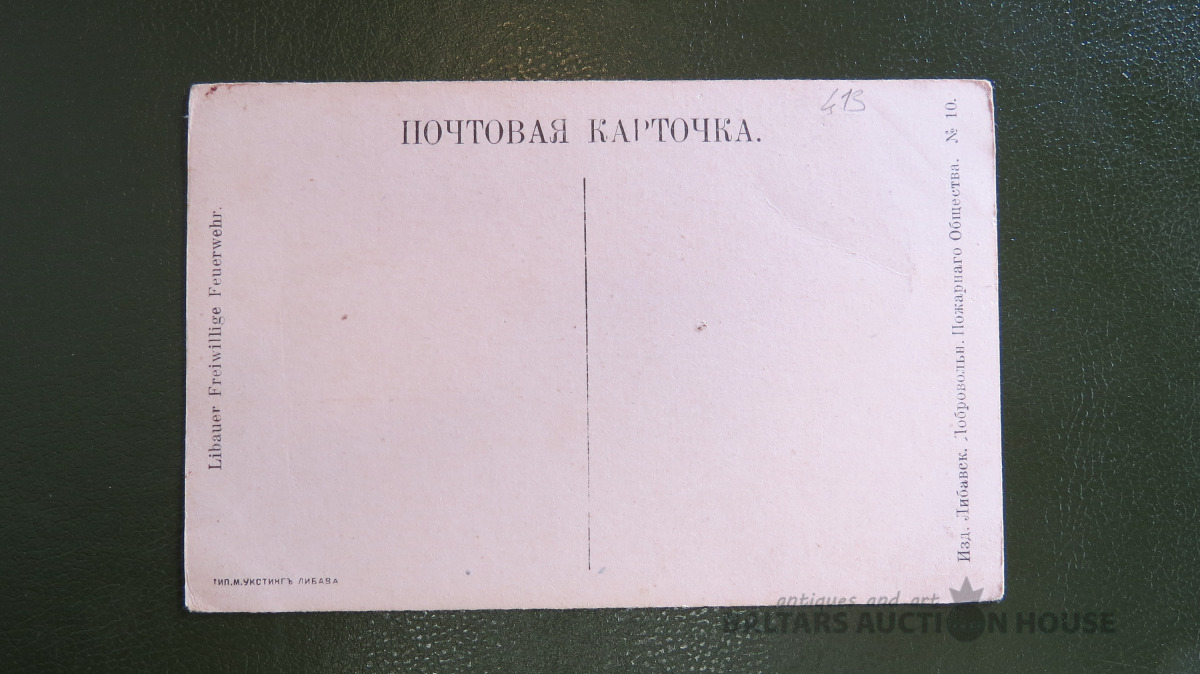 413
ПОЧТОВАЯ КАРТОЧКА.
Libauer Freiwillige Feuerwehr.
Изд. Либавск. Добровольн. Пожарнаго Общества. № 10.
тип.М.УКСТИНГЪ ЛИБАВА
antiques and art
BALTARS AUCTION HOUSE